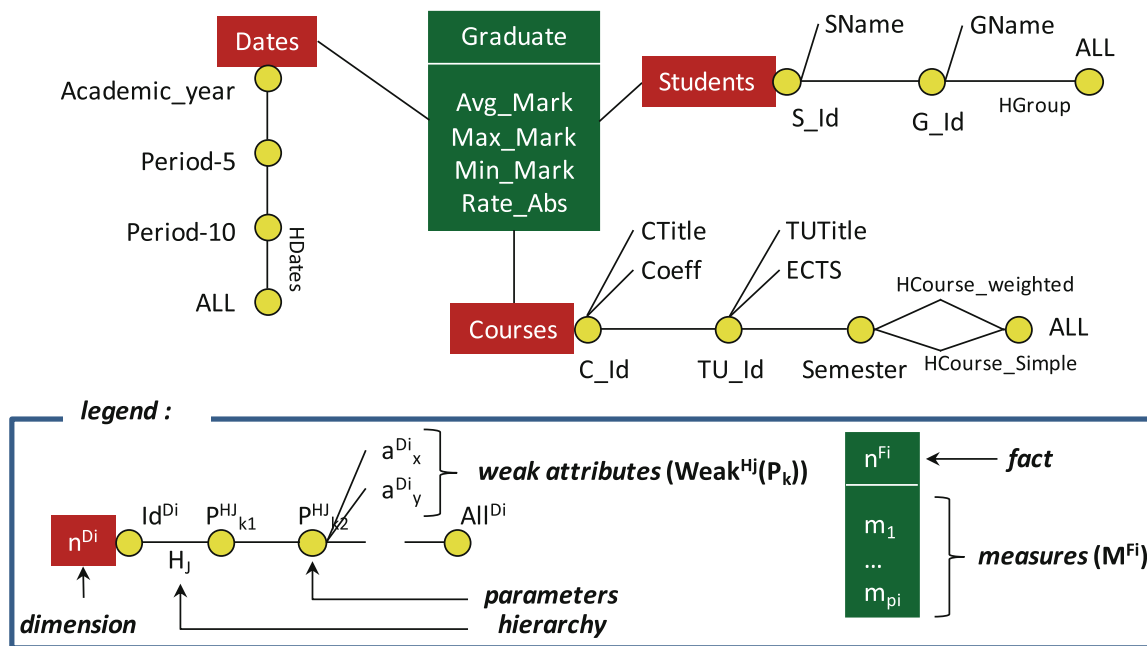 Dates
Academic_year
Period-5
Period-10
HDates
ALL
Graduate
Avg_Mark
Max_Mark
Min_Mark
Rate_Abs
Students
SName
GName
ALL
S_Id
G_Id
HGroup
Courses
CTitle
Coeff
TUTitle
ECTS
HCourse_weighted
ALL
C_Id
TU_Id
Semester
HCourse_Simple
legend :
a^Di_x
a^Di_y
weak attributes (Weak^Hj(P_k))
n^Di
Id^Di
P^HJ_k1
P^HJ_k2
All^Di
H_J
dimension
parameters
hierarchy
n^Fi
fact
m_1
...
m_pi
measures (M^Fi)